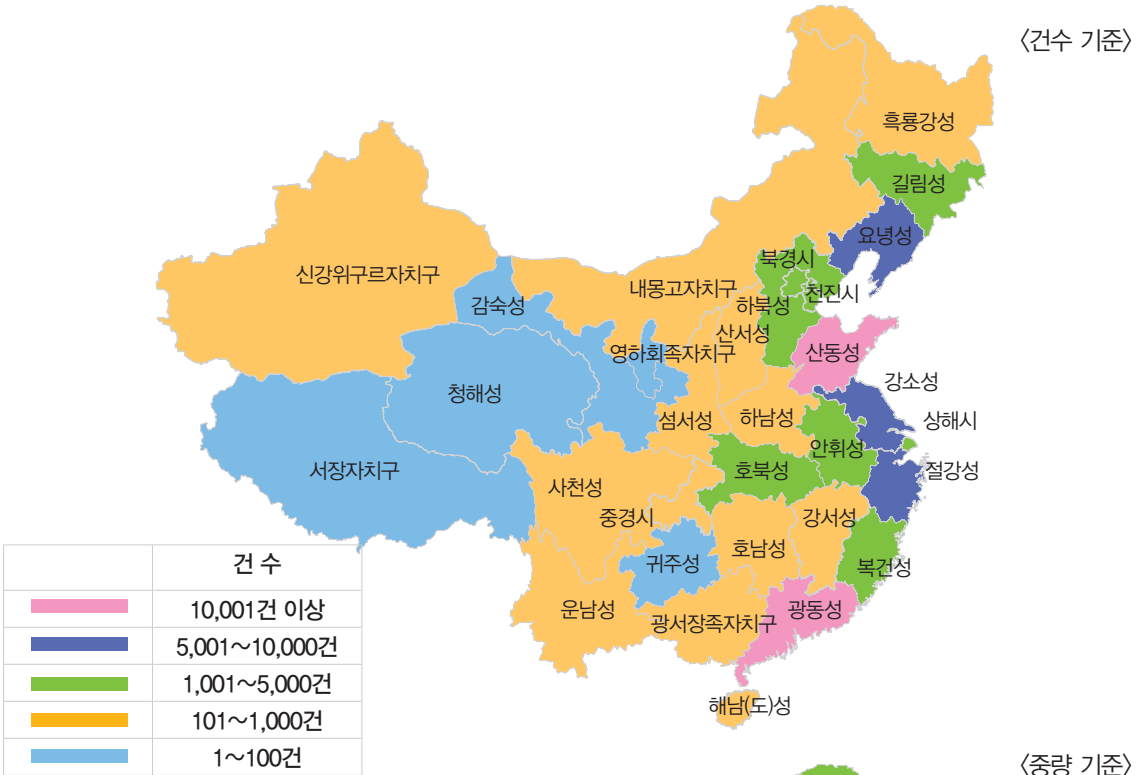 〈건수 기준〉
흑룡강성
길림성
요녕성
북경시
신강위구르자치구
내몽고자치구
천진시
감숙성
하북성
산서성
영하회족자치구
산동성
강소성
청해성
섬서성
하남성
상해시
안휘성
서장자치구
호북성
절강성
사천성
중경시
강서성
호남성
귀주성
복건성
운남성
광동성
광서장족자치구
해남(도)성
건 수
10,001건 이상
5,001~10,000건
1,001~5,000건
101~1,000건
1~100건
〈중량 기준〉